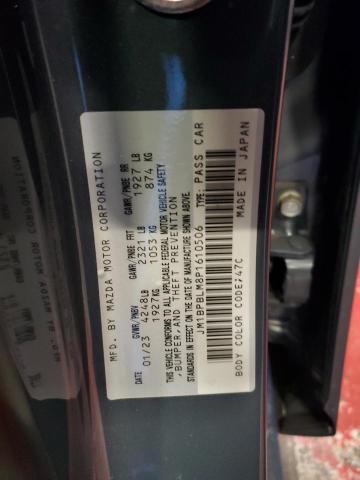 MFD. BY MAZDA MOTOR CORPORATION
DATE GVWR/PNBV GAWR/PNBE FRT GAWR/PNBE RR
01/23 4248LB 2321 LB 1927 LB
1927KG 1053 KG 874 KG
THIS VEHICLE CONFORMS TO ALL APPLICABLE FEDERAL MOTOR VEHICLE SAFETY
,BUMPER,AND THEFT PREVENTION
STANDARDS IN EFFECT ON THE DATE OF MANUFACTURE SHOWN ABOVE.
JM1BPBLM8P1610506 TYPE: PASS CAR
BODY COLOR CODE/47C MADE IN JAPAN